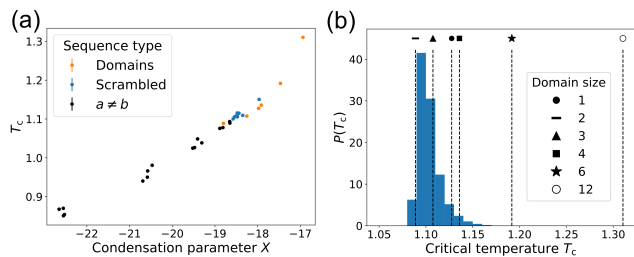 (a)
Sequence type
Domains
Scrambled
a ≠ b
1.3
1.2
1.1
1.0
0.9
T_c
−22
−21
−20
−19
−18
−17
Condensation parameter X
(b)
40
30
20
10
0
P(T_c)
Domain size
1
2
3
4
6
12
1.05
1.10
1.15
1.20
1.25
1.30
Critical temperature T_c